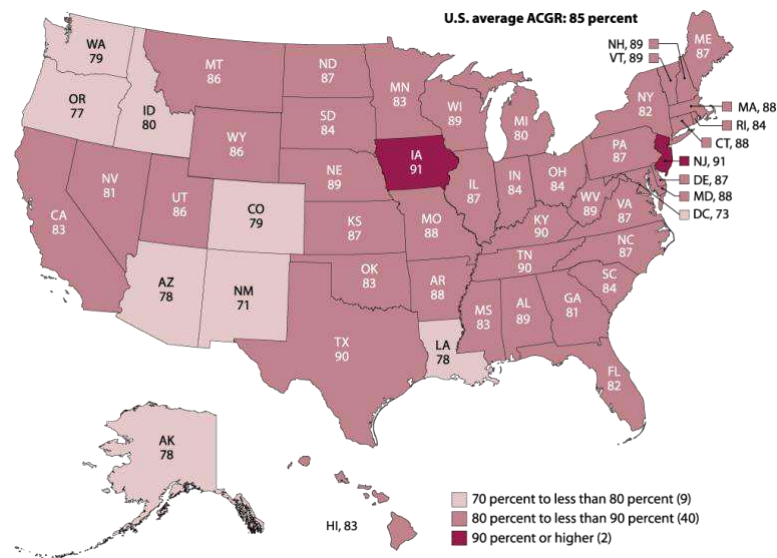 U.S. average ACGR: 85 percent
WA
79
MT
86
ND
87
MN
83
NH, 89
VT, 89
ME
87
OR
77
ID
80
SD
84
WI
89
MI
80
NY
82
MA, 88
RI, 84
CT, 88
WY
86
IA
91
PA
87
NJ, 91
DE, 87
MD, 88
DC, 73
NV
81
UT
86
CO
79
NE
89
IL
87
IN
84
OH
84
WV
89
VA
87
CA
83
KS
87
MO
88
KY
90
NC
87
AZ
78
NM
71
OK
83
AR
88
TN
90
SC
84
MS
83
AL
89
GA
81
TX
90
LA
78
FL
82
AK
78
HI, 83
70 percent to less than 80 percent (9)
80 percent to less than 90 percent (40)
90 percent or higher (2)